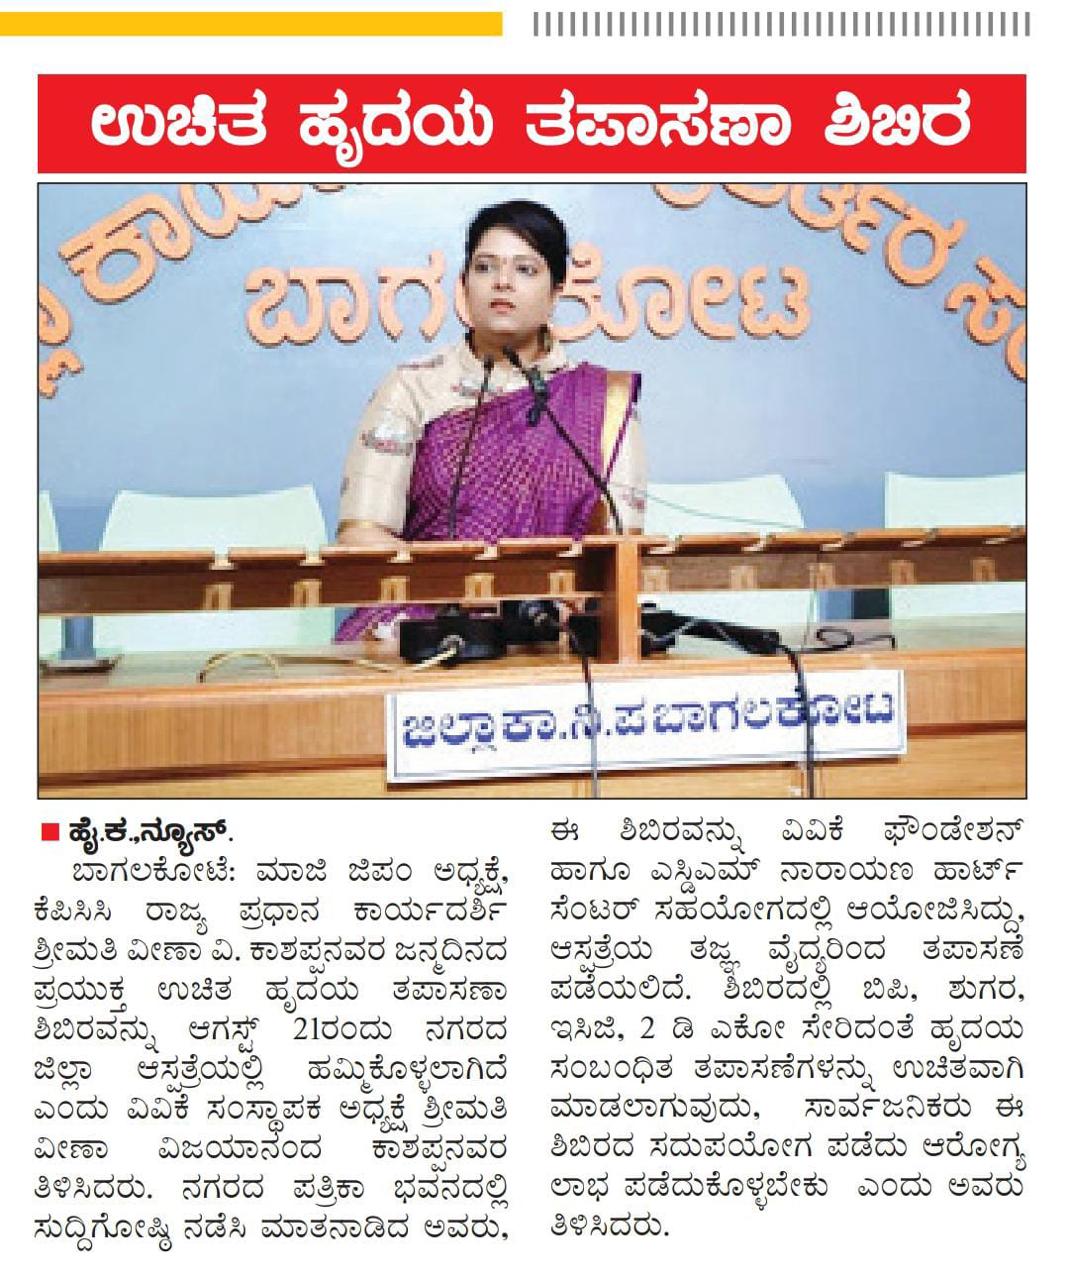 ಉಚಿತ ಹೃದಯ ತಪಾಸಣಾ ಶಿಬಿರ
ಬಾಗಲಕೋಟ
ಜಿಲ್ಲಾಕಾ.ನಿ.ಪ ಬಾಗಲಕೋಟ
ಹೈ.ಕ.,ನ್ಯೂಸ್.
ಬಾಗಲಕೋಟೆ: ಮಾಜಿ ಜಿಪಂ ಅಧ್ಯಕ್ಷೆ,
ಕೆಪಿಸಿಸಿ ರಾಜ್ಯ ಪ್ರಧಾನ ಕಾರ್ಯದರ್ಶಿ
ಶ್ರೀಮತಿ ವೀಣಾ ವಿ. ಕಾಶಪ್ಪನವರ ಜನ್ಮದಿನದ
ಪ್ರಯುಕ್ತ ಉಚಿತ ಹೃದಯ ತಪಾಸಣಾ
ಶಿಬಿರವನ್ನು ಆಗಸ್ಟ್ 21ರಂದು ನಗರದ
ಜಿಲ್ಲಾ ಆಸ್ಪತ್ರೆಯಲ್ಲಿ ಹಮ್ಮಿಕೊಳ್ಳಲಾಗಿದೆ
ಎಂದು ವಿವಿಕೆ ಸಂಸ್ಥಾಪಕ ಅಧ್ಯಕ್ಷೆ ಶ್ರೀಮತಿ
ವೀಣಾ ವಿಜಯಾನಂದ ಕಾಶಪ್ಪನವರ
ತಿಳಿಸಿದರು. ನಗರದ ಪತ್ರಿಕಾ ಭವನದಲ್ಲಿ
ಸುದ್ದಿಗೋಷ್ಠಿ ನಡೆಸಿ ಮಾತನಾಡಿದ ಅವರು,
ಈ ಶಿಬಿರವನ್ನು ವಿವಿಕೆ ಫೌಂಡೇಶನ್
ಹಾಗೂ ಎಸ್ಡಿಎಮ್ ನಾರಾಯಣ ಹಾರ್ಟ್
ಸೆಂಟರ್ ಸಹಯೋಗದಲ್ಲಿ ಆಯೋಜಿಸಿದ್ದು,
ಆಸ್ಪತ್ರೆಯ ತಜ್ಞ ವೈದ್ಯರಿಂದ ತಪಾಸಣೆ
ಪಡೆಯಲಿದೆ. ಶಿಬಿರದಲ್ಲಿ ಬಿಪಿ, ಶುಗರ,
ಇಸಿಜಿ, 2 ಡಿ ಎಕೋ ಸೇರಿದಂತೆ ಹೃದಯ
ಸಂಬಂಧಿತ ತಪಾಸಣೆಗಳನ್ನು ಉಚಿತವಾಗಿ
ಮಾಡಲಾಗುವುದು, ಸಾರ್ವಜನಿಕರು ಈ
ಶಿಬಿರದ ಸದುಪಯೋಗ ಪಡೆದು ಆರೋಗ್ಯ
ಲಾಭ ಪಡೆದುಕೊಳ್ಳಬೇಕು ಎಂದು ಅವರು
ತಿಳಿಸಿದರು.